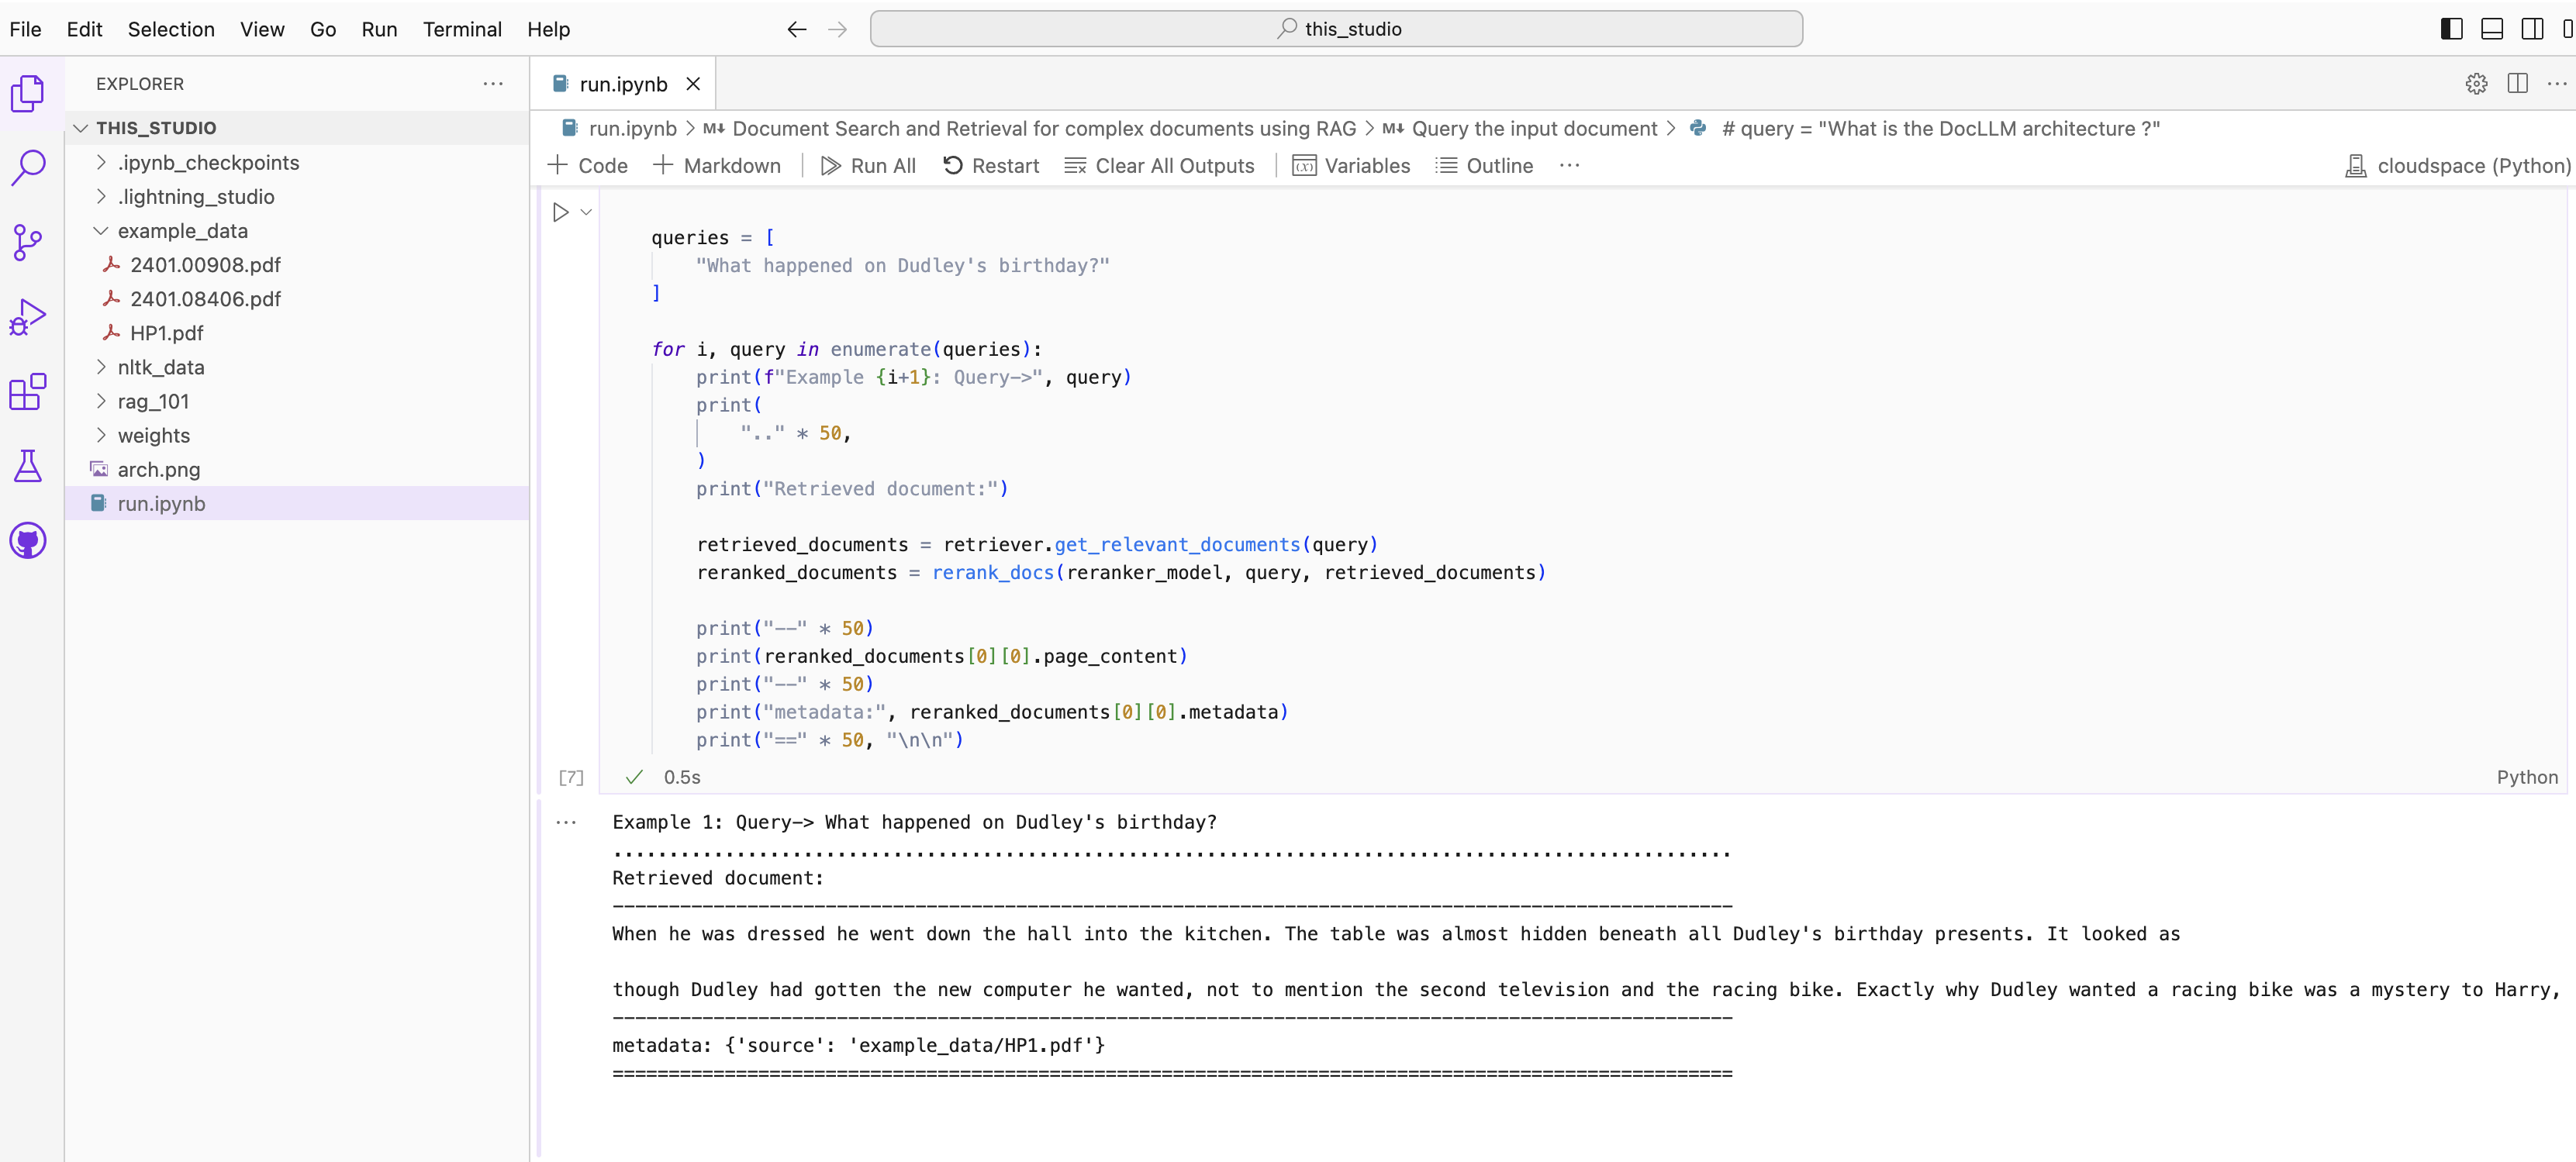 File Edit Selection View Go Run Terminal Help
this_studio
EXPLORER
THIS_STUDIO
.ipynb_checkpoints
.lightning_studio
example_data
2401.00908.pdf
2401.08406.pdf
HP1.pdf
nltk_data
rag_101
weights
arch.png
run.ipynb
run.ipynb
run.ipynb > M↓ Document Search and Retrieval for complex documents using RAG > M↓ Query the input document > # query = "What is the DocLLM architecture ?"
+ Code + Markdown Run All Restart Clear All Outputs (x) Variables Outline ···
cloudspace (Python)
queries = [
    "What happened on Dudley's birthday?"
]
for i, query in enumerate(queries):
    print(f"Example {i+1}: Query->", query)
    print(
        ".." * 50,
    )
    print("Retrieved document:")
    retrieved_documents = retriever.get_relevant_documents(query)
    reranked_documents = rerank_docs(reranker_model, query, retrieved_documents)
    print("--" * 50)
    print(reranked_documents[0][0].page_content)
    print("--" * 50)
    print("metadata:", reranked_documents[0][0].metadata)
    print("==" * 50, "\n\n")
[7] ✓ 0.5s
Python
Example 1: Query-> What happened on Dudley's birthday?
....................................................................................................
Retrieved document:
----------------------------------------------------------------------------------------------------
When he was dressed he went down the hall into the kitchen. The table was almost hidden beneath all Dudley's birthday presents. It looked as
though Dudley had gotten the new computer he wanted, not to mention the second television and the racing bike. Exactly why Dudley wanted a racing bike was a mystery to Harry,
----------------------------------------------------------------------------------------------------
metadata: {'source': 'example_data/HP1.pdf'}
====================================================================================================